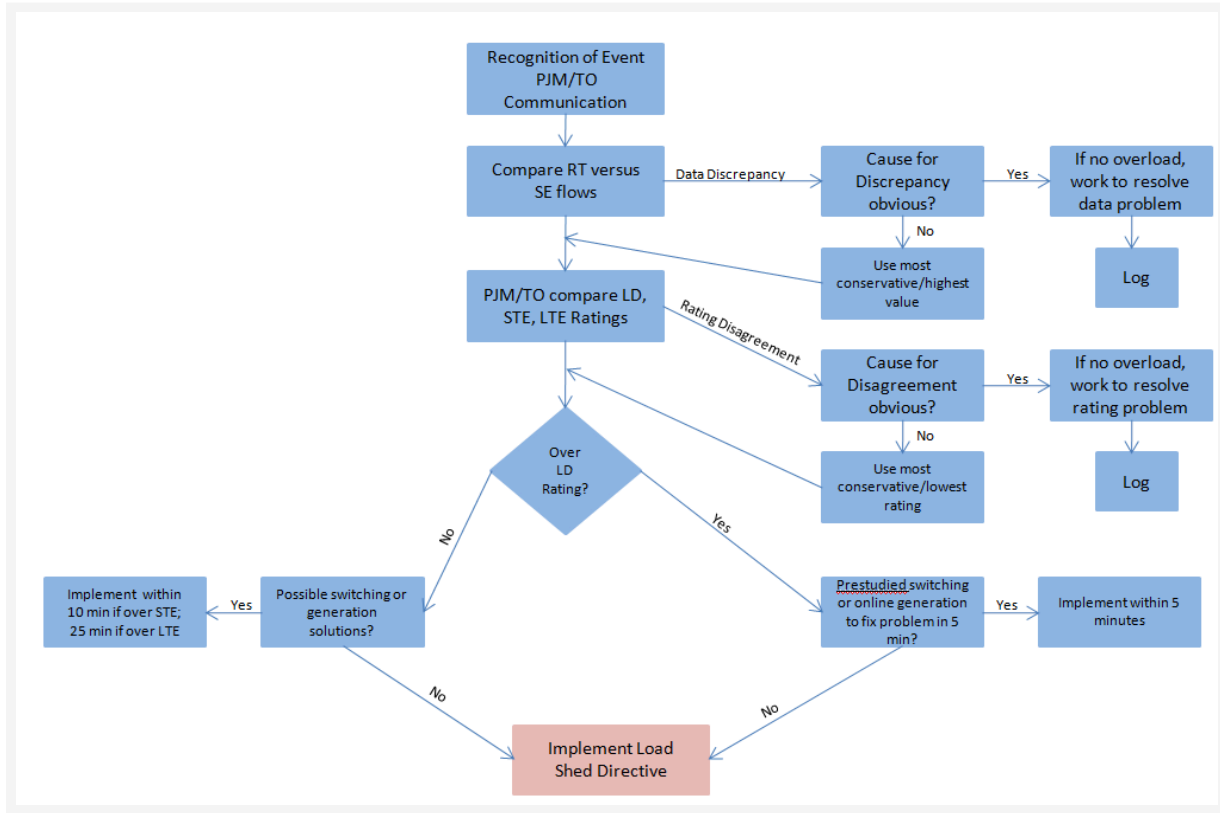 Recognition of Event
PJM/TO
Communication
Compare RT versus
SE flows
Data Discrepancy
Cause for
Discrepancy
obvious?
Yes
If no overload,
work to resolve
data problem
No
Log
Use most
conservative/highest
value
PJM/TO compare LD,
STE, LTE Ratings
Rating Disagreement
Cause for
Disagreement
obvious?
Yes
If no overload,
work to resolve
rating problem
No
Log
Use most
conservative/lowest
rating
Over
LD
Rating?
No
Yes
Implement within
10 min if over STE;
25 min if over LTE
Yes
Possible switching or
generation
solutions?
Prestudied switching
or online generation
to fix problem in 5
min?
Yes
Implement within 5
minutes
No
No
Implement Load
Shed Directive